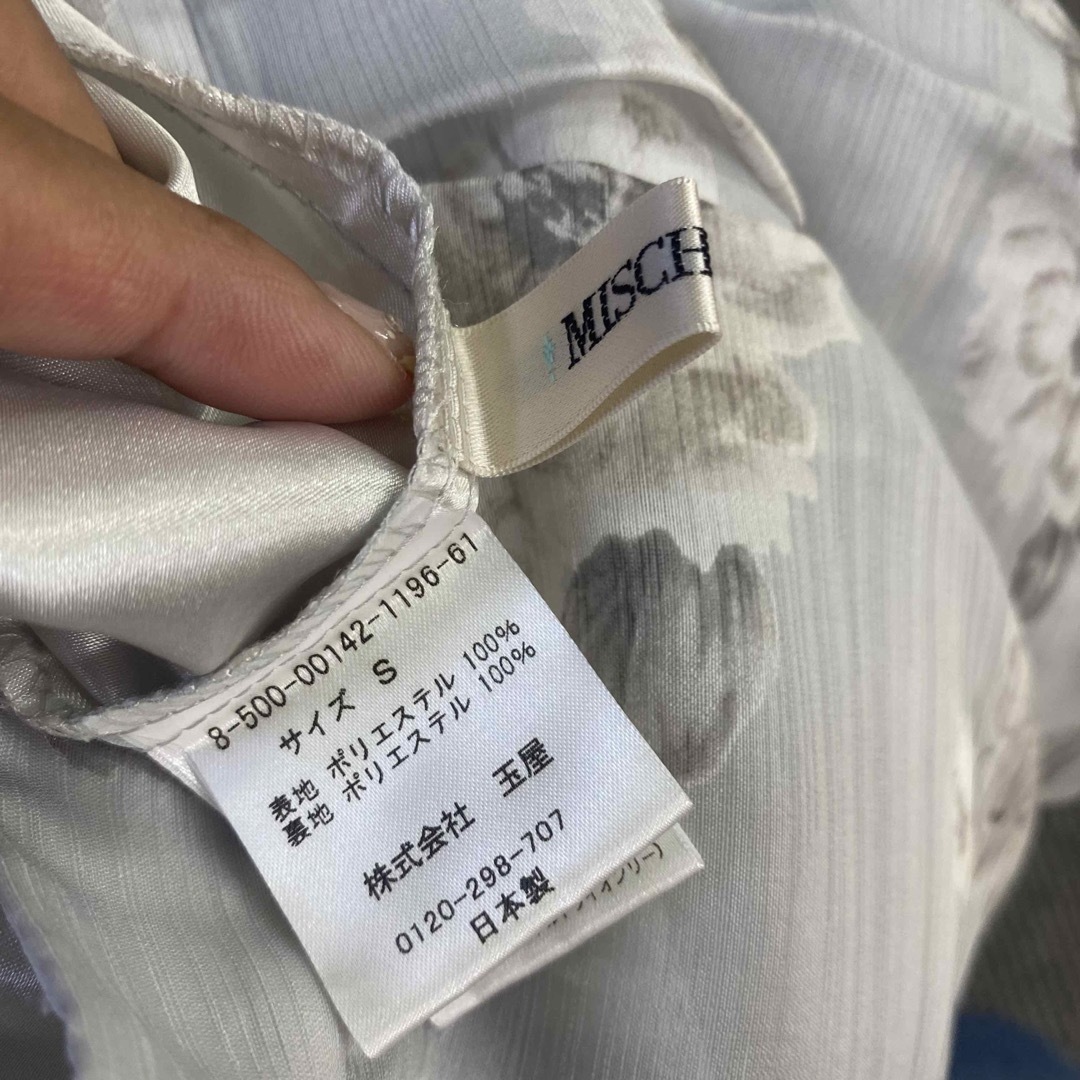 MISCH
8-500-00142-1196-61
サイズ S
表地 ポリエステル 100%
裏地 ポリエステル 100%
株式会社 玉屋
0120-298-707
日本製